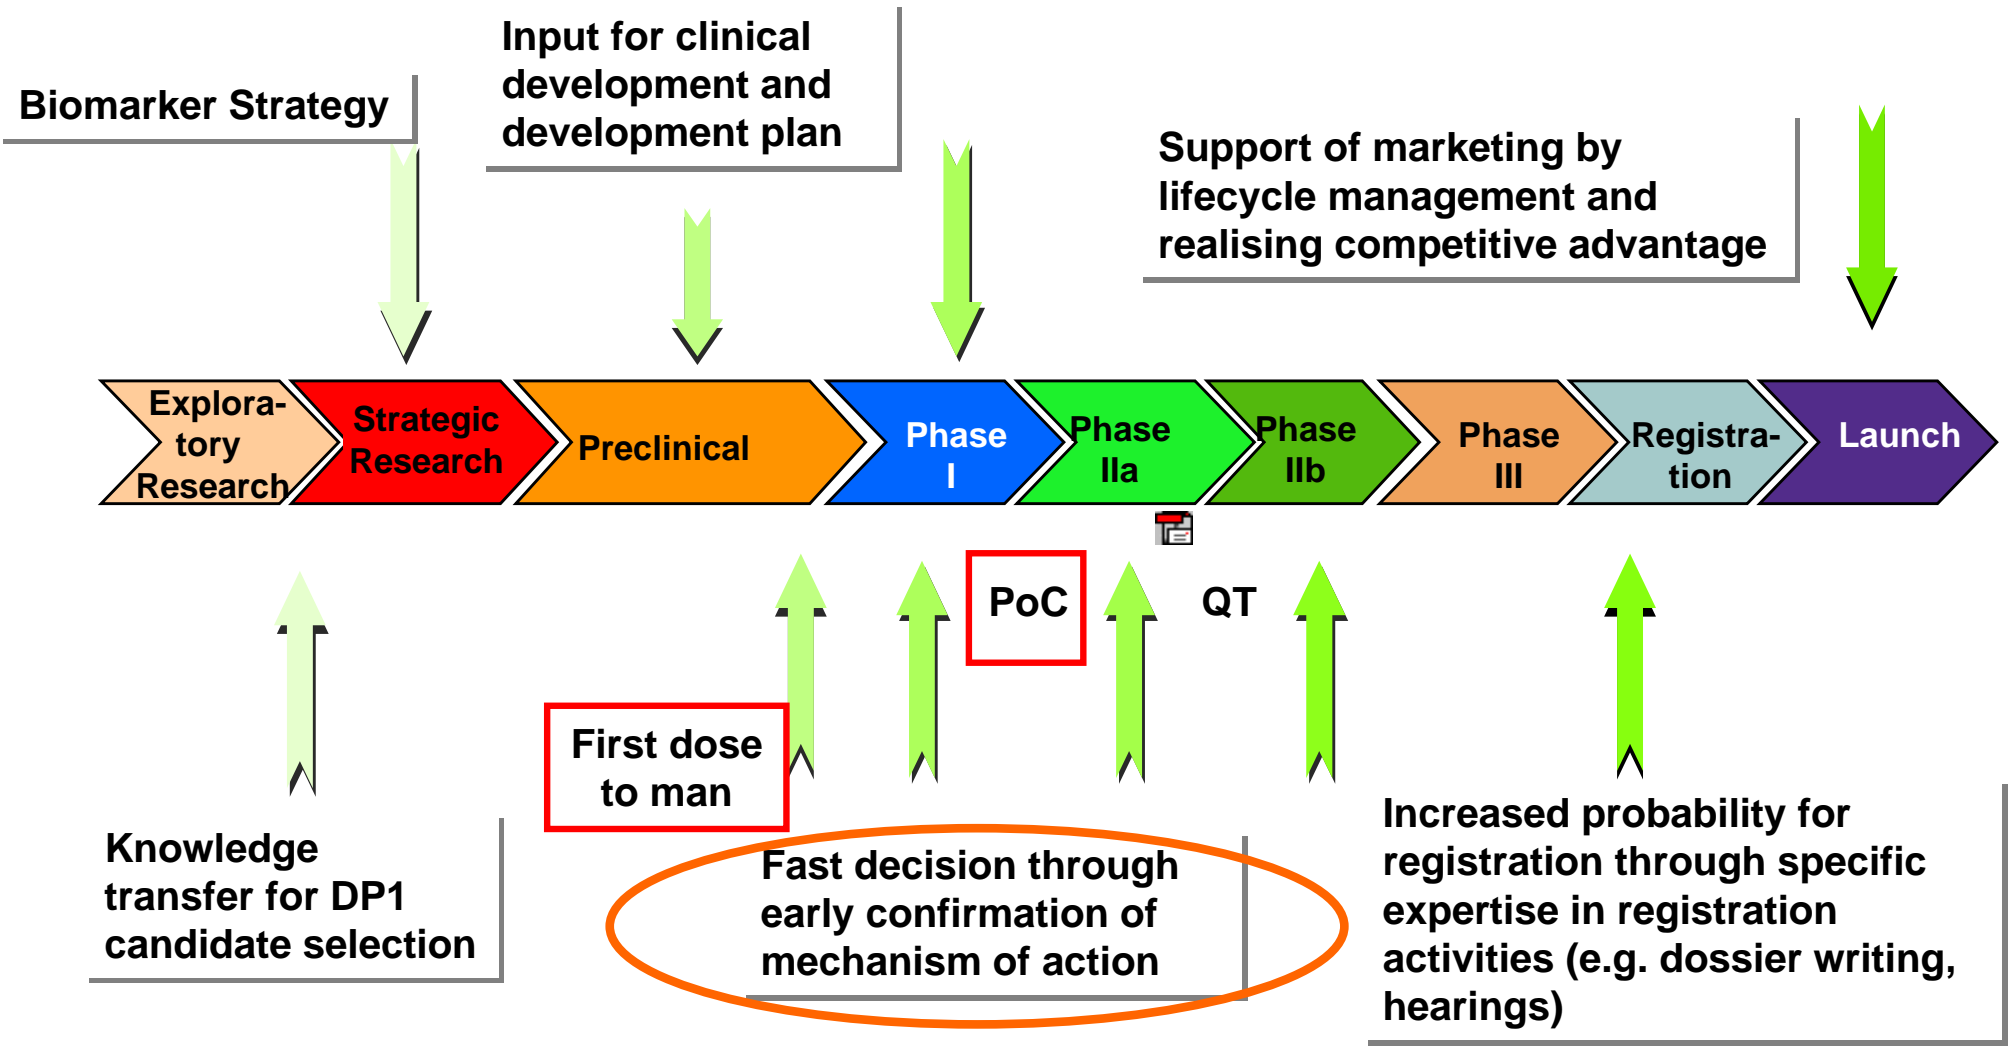 Input for clinical
development and
development plan
Biomarker Strategy
Support of marketing by
lifecycle management and
realising competitive advantage
Explora-
tory
Research
Strategic
Research
Preclinical
Phase
I
Phase
IIa
Phase
IIb
Phase
III
Registra-
tion
Launch
PoC
QT
First dose
to man
Knowledge
transfer for DP1
candidate selection
Fast decision through
early confirmation of
mechanism of action
Increased probability for
registration through specific
expertise in registration
activities (e.g. dossier writing,
hearings)